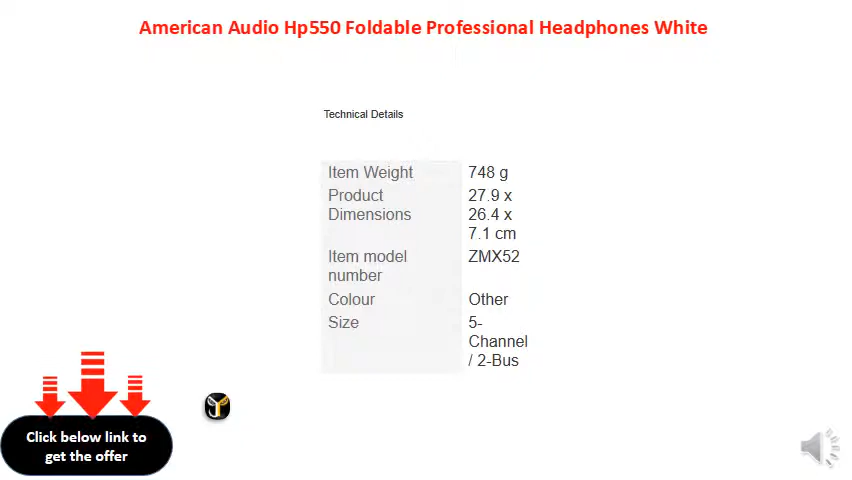 American Audio Hp550 Foldable Professional Headphones White
Technical Details
Item Weight 748 g
Product 27.9 x
Dimensions 26.4 x
7.1 cm
Item model ZMX52
number
Colour Other
Size 5-
Channel
/ 2-Bus
Click below link to
get the offer